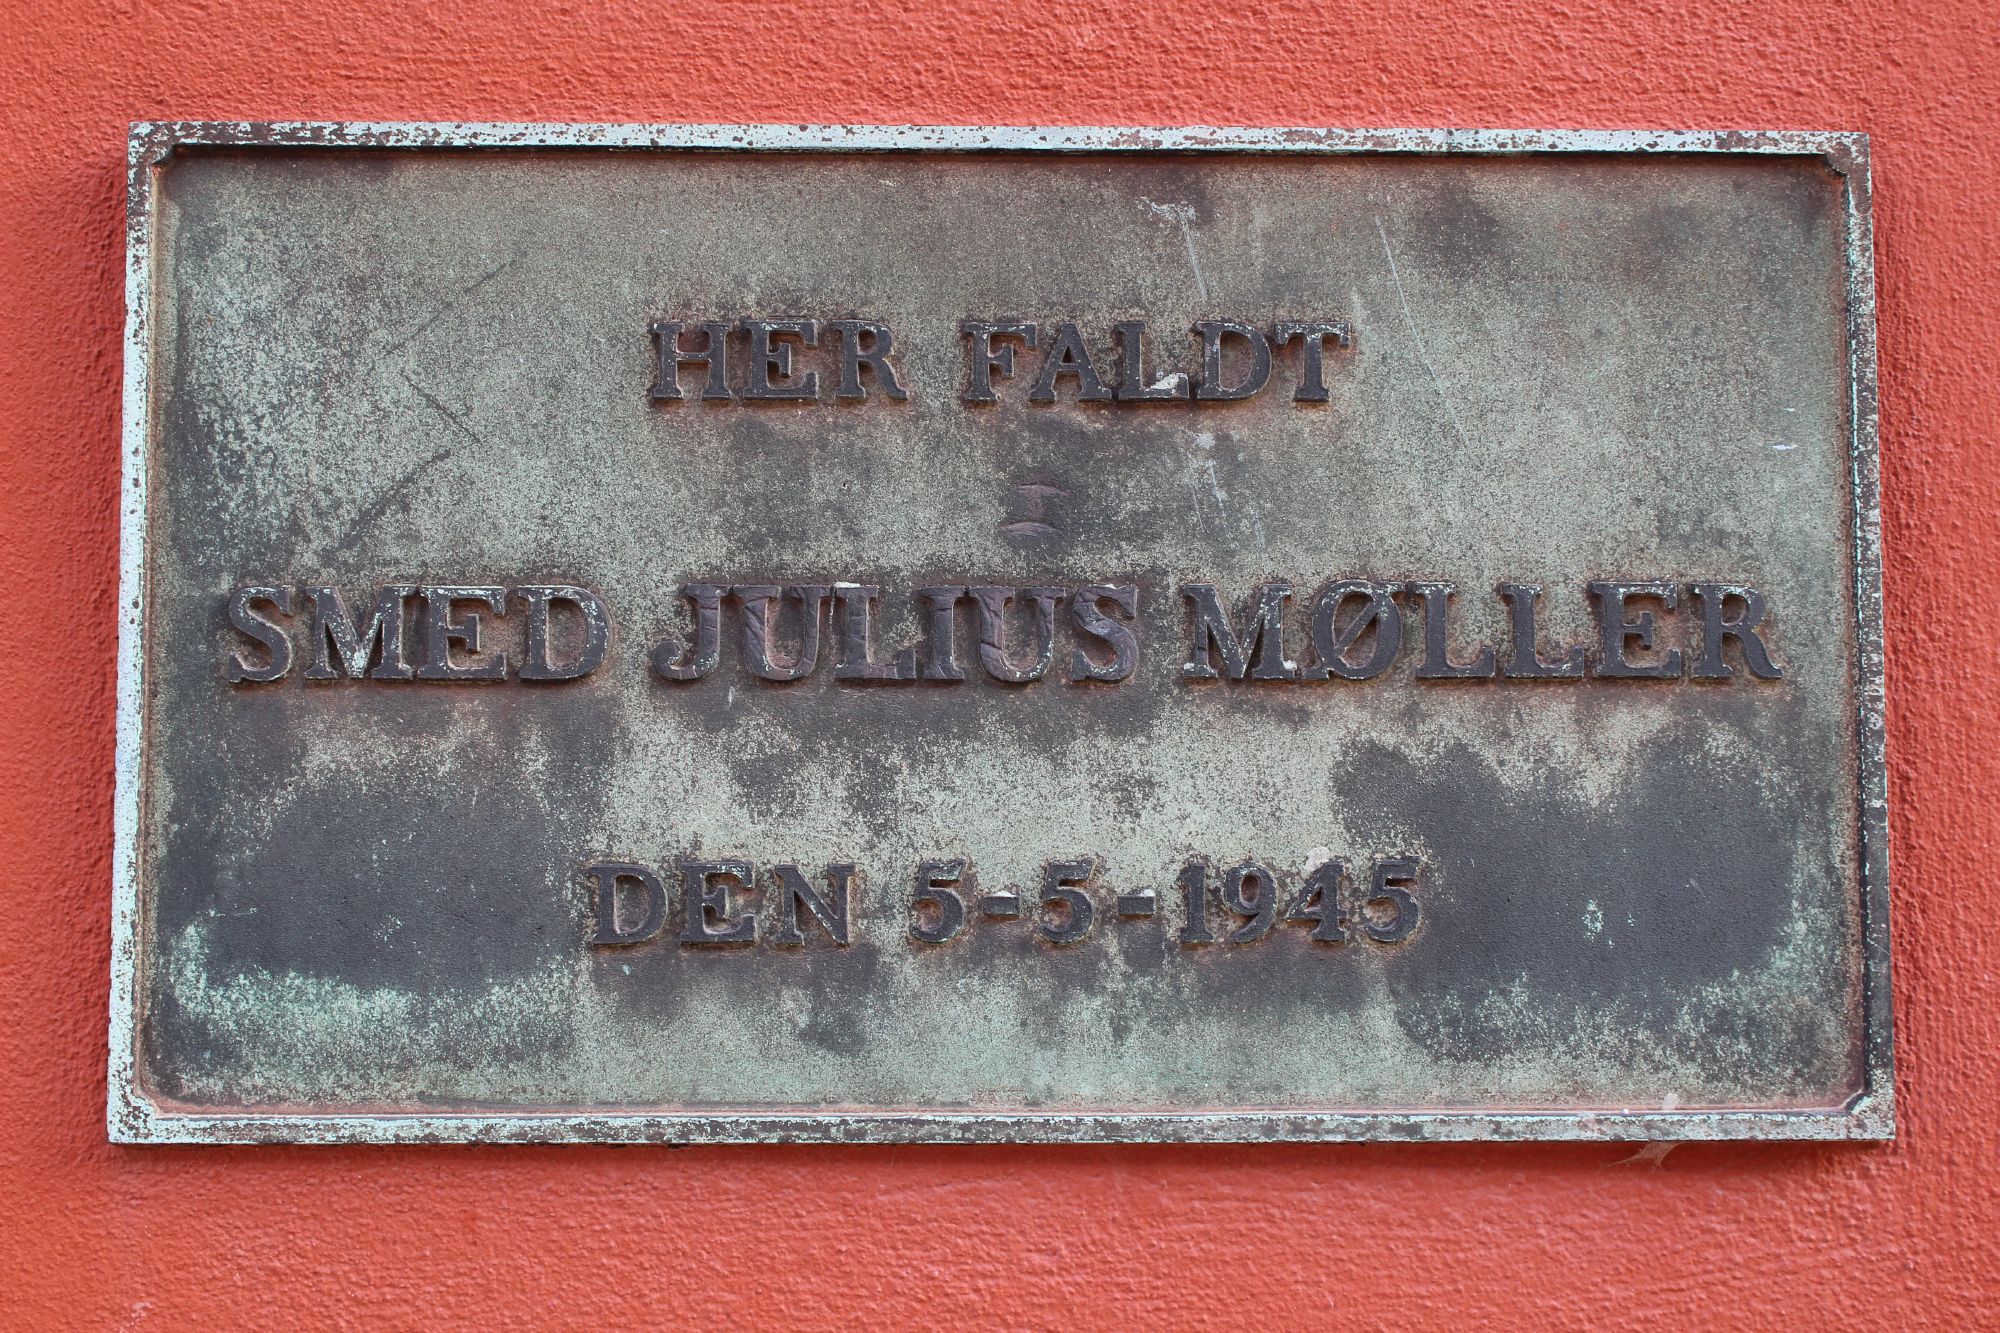 HER FALDT
SMED JULIUS MØLLER
DEN 5-5-1945